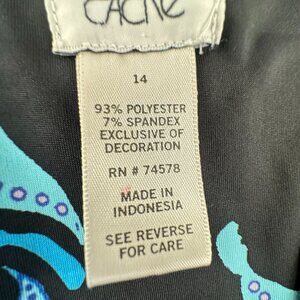 CACHE
14
93% POLYESTER
7% SPANDEX
EXCLUSIVE OF
DECORATION
RN # 74578
MADE IN
INDONESIA
SEE REVERSE
FOR CARE